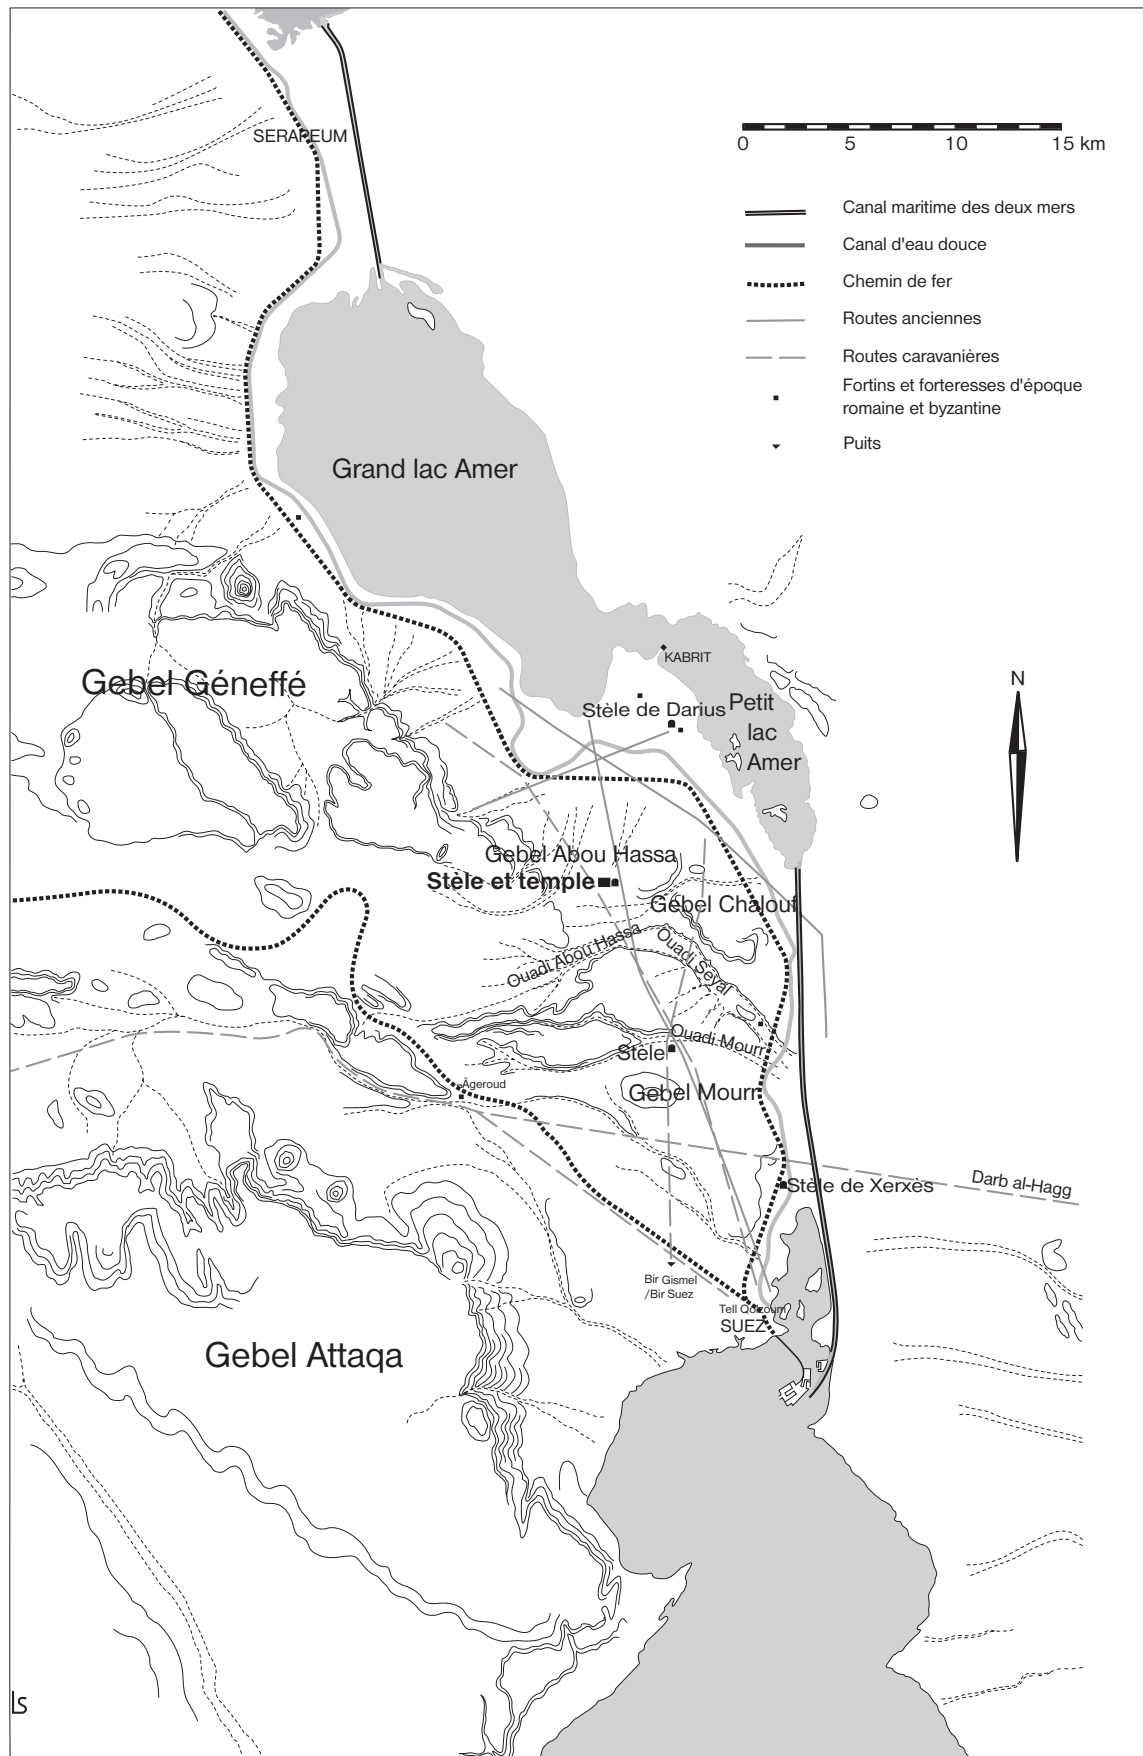 SERAPEUM
0 5 10 15 km
Canal maritime des deux mers
Canal d'eau douce
Chemin de fer
Routes anciennes
Routes caravanières
Fortins et forteresses d'époque
romaine et byzantine
Puits
Grand lac Amer
KABRIT
N
Gebel Géneffé
Stèle de Darius
Petit
lac
Amer
Gebel Abou Hassa
Stèle et temple
Gebel Chalouf
Ouadi Abou Hassa
Ouadi Seyal
Ouadi Mourr
Stèle
Âgeroud
Gebel Mourr
Darb al-Hagg
Stèle de Xerxès
Bir Gismel
/Bir Suez
Tell Qolzoum
SUEZ
Gebel Attaqa
Ls